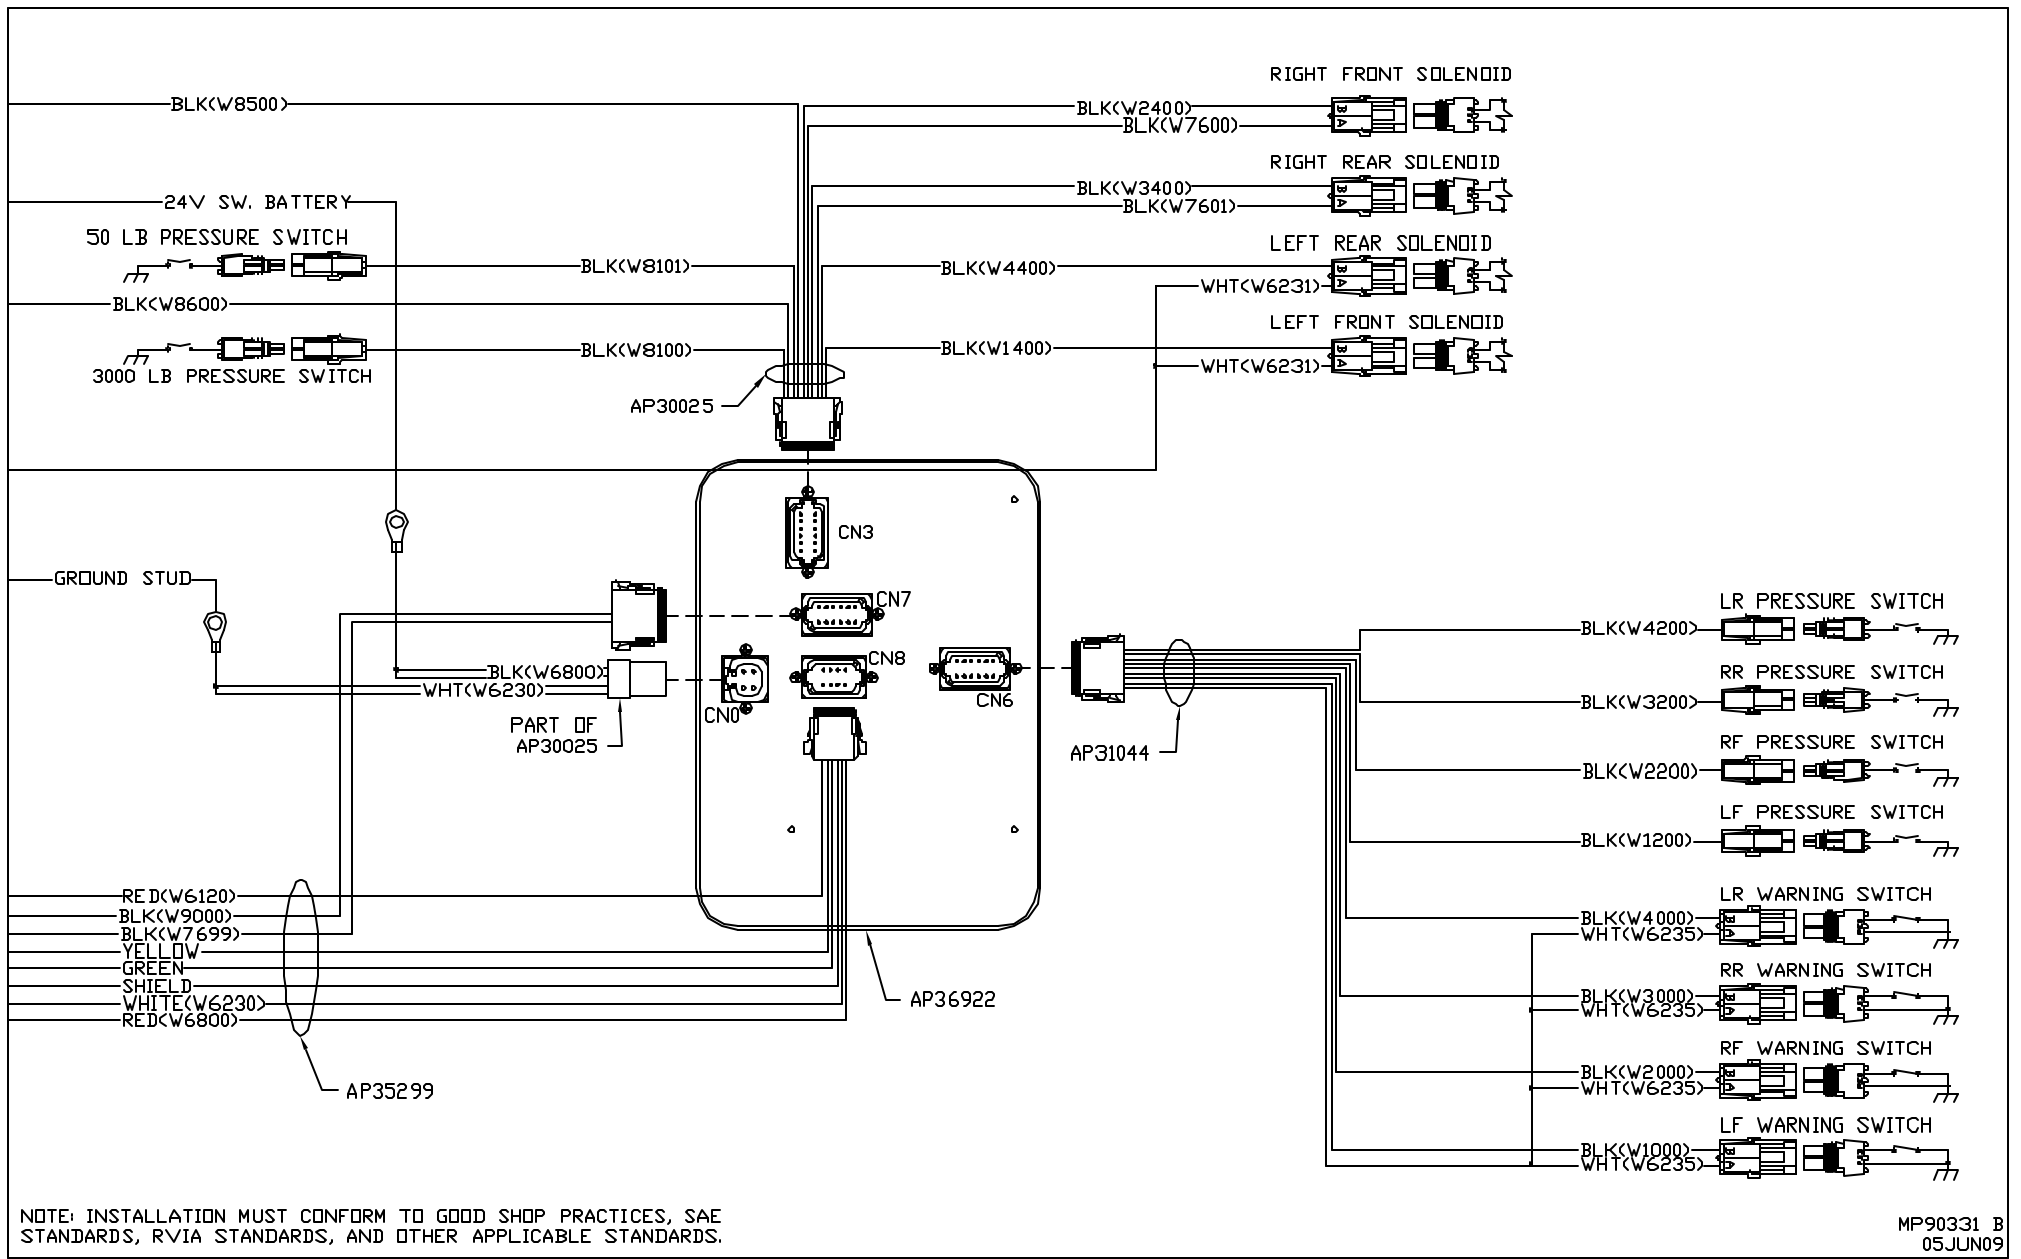 RIGHT FRONT SOLENOID
BLK(W8500)
BLK(W2400)
BLK(W7600)
B
A
RIGHT REAR SOLENOID
BLK(W3400)
BLK(W7601)
B
A
24V SW. BATTERY
50 LB PRESSURE SWITCH
BLK(W8101)
LEFT REAR SOLENOID
BLK(W4400)
WHT(W6231)
B
A
BLK(W8600)
LEFT FRONT SOLENOID
BLK(W8100)
BLK(W1400)
WHT(W6231)
B
A
3000 LB PRESSURE SWITCH
AP30025
CN3
GROUND STUD
CN7
CN8
CN6
CN0
BLK(W6800)
WHT(W6230)
PART OF
AP30025
AP31044
LR PRESSURE SWITCH
BLK(W4200)
RR PRESSURE SWITCH
BLK(W3200)
RF PRESSURE SWITCH
BLK(W2200)
LF PRESSURE SWITCH
BLK(W1200)
LR WARNING SWITCH
BLK(W4000)
WHT(W6235)
B
A
RR WARNING SWITCH
BLK(W3000)
WHT(W6235)
B
A
RF WARNING SWITCH
BLK(W2000)
WHT(W6235)
B
A
LF WARNING SWITCH
BLK(W1000)
WHT(W6235)
B
A
RED(W6120)
BLK(W9000)
BLK(W7699)
YELLOW
GREEN
SHIELD
WHITE(W6230)
RED(W6800)
AP36922
AP35299
NOTE: INSTALLATION MUST CONFORM TO GOOD SHOP PRACTICES, SAE
STANDARDS, RVIA STANDARDS, AND OTHER APPLICABLE STANDARDS.
MP90331 B
05JUN09